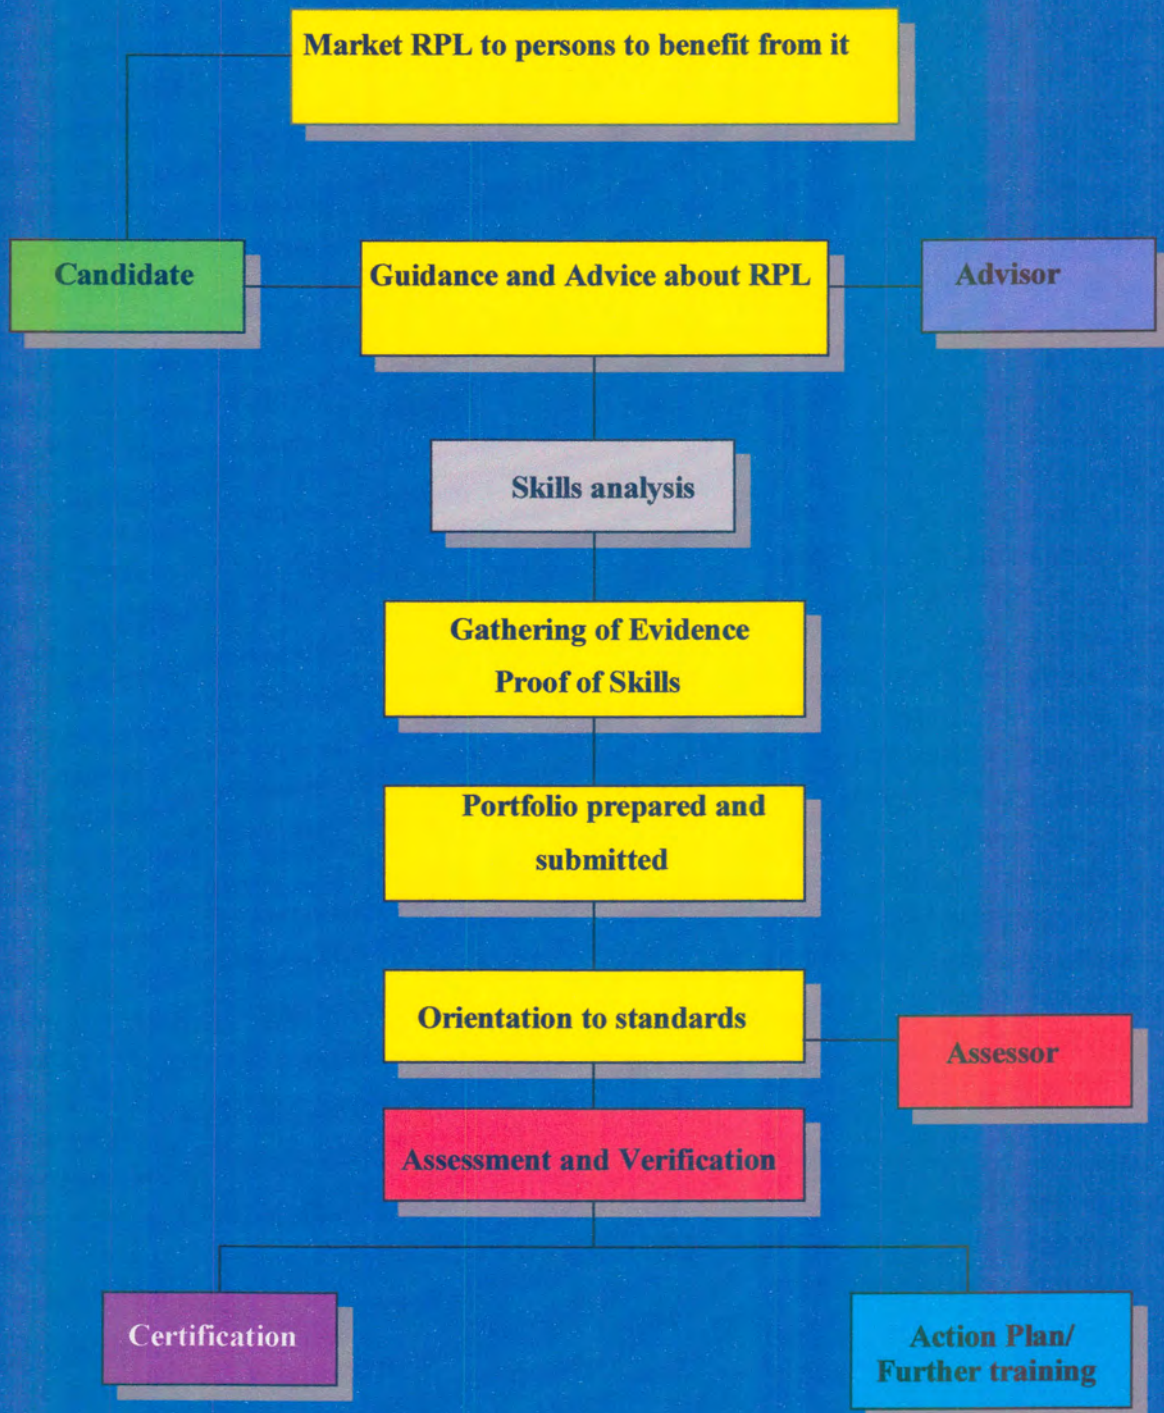 Market RPL to persons to benefit from it
Candidate
Guidance and Advice about RPL
Advisor
Skills analysis
Gathering of Evidence
Proof of Skills
Portfolio prepared and
submitted
Orientation to standards
Assessor
Assessment and Verification
Certification
Action Plan/
Further training